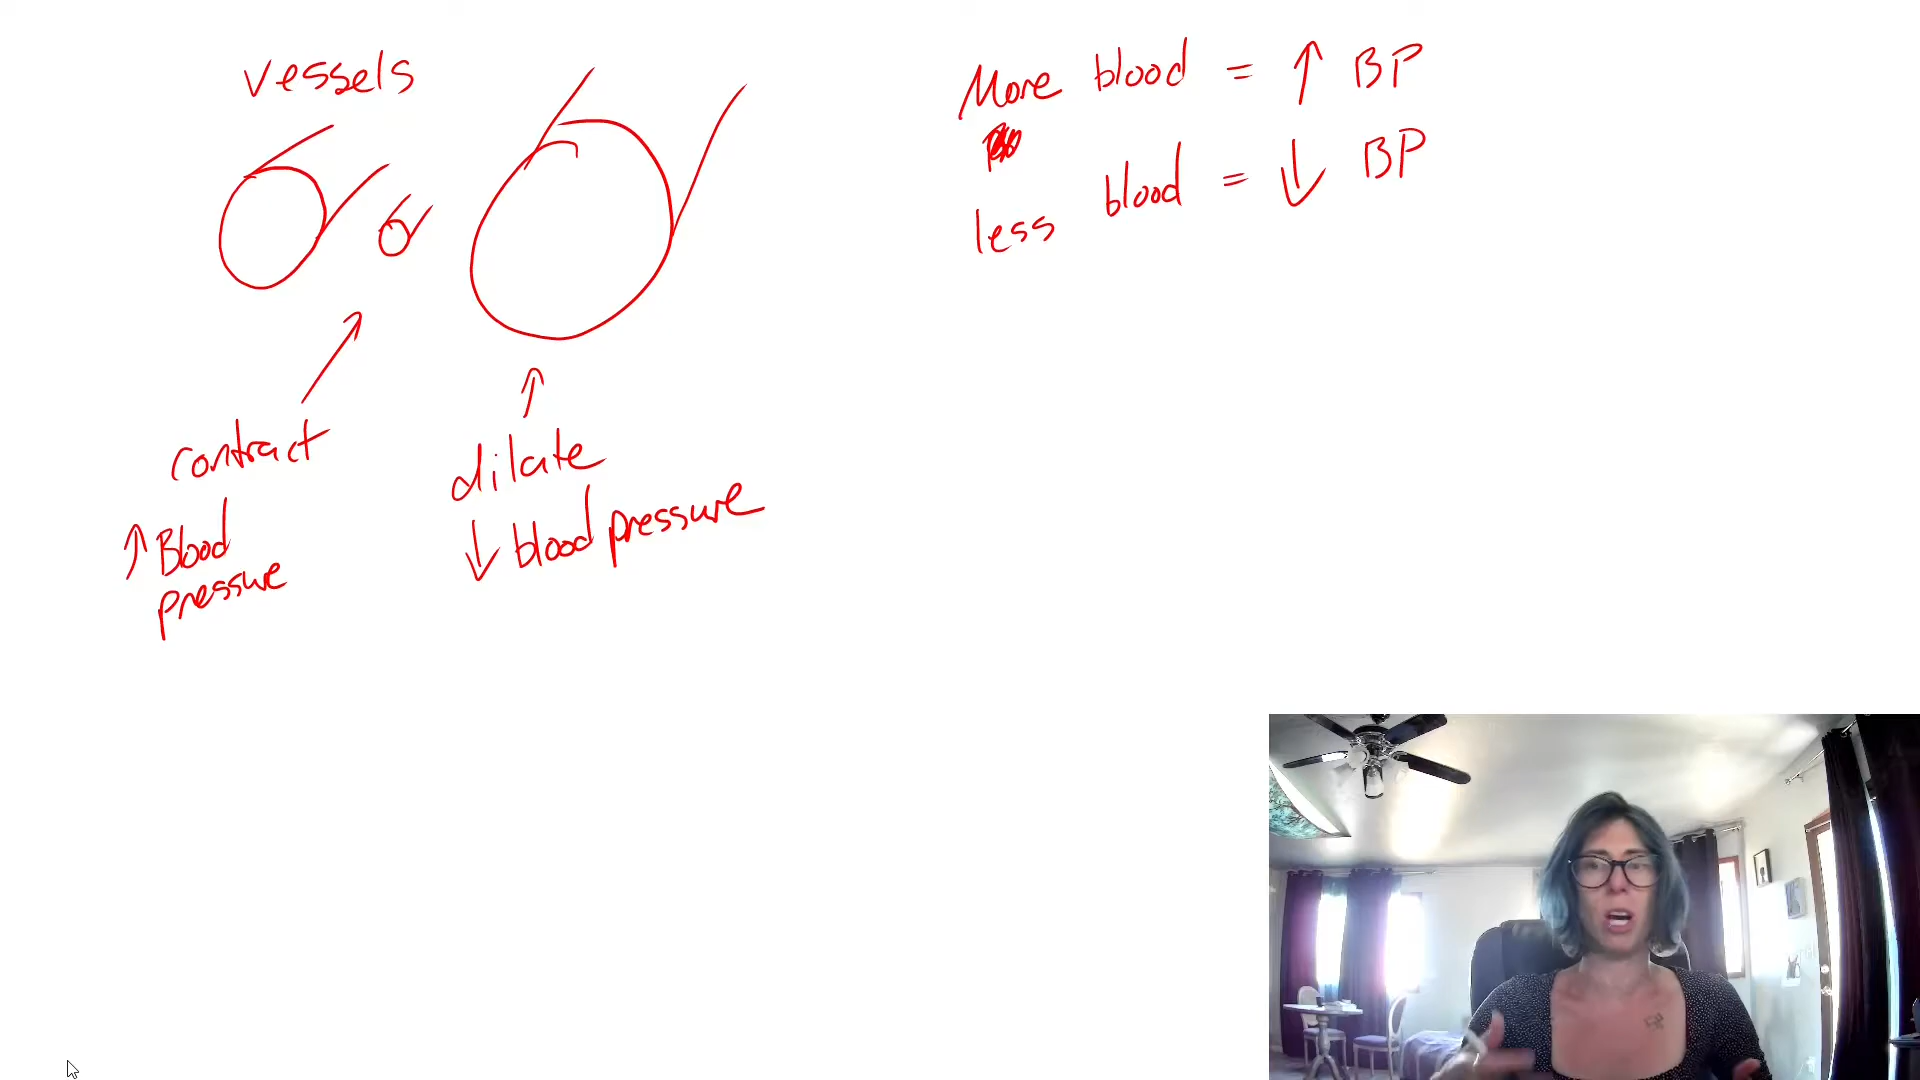 vessels
contract
↑ Blood
pressure
dilate
↓ blood pressure
More blood = ↑ BP
less blood = ↓ BP